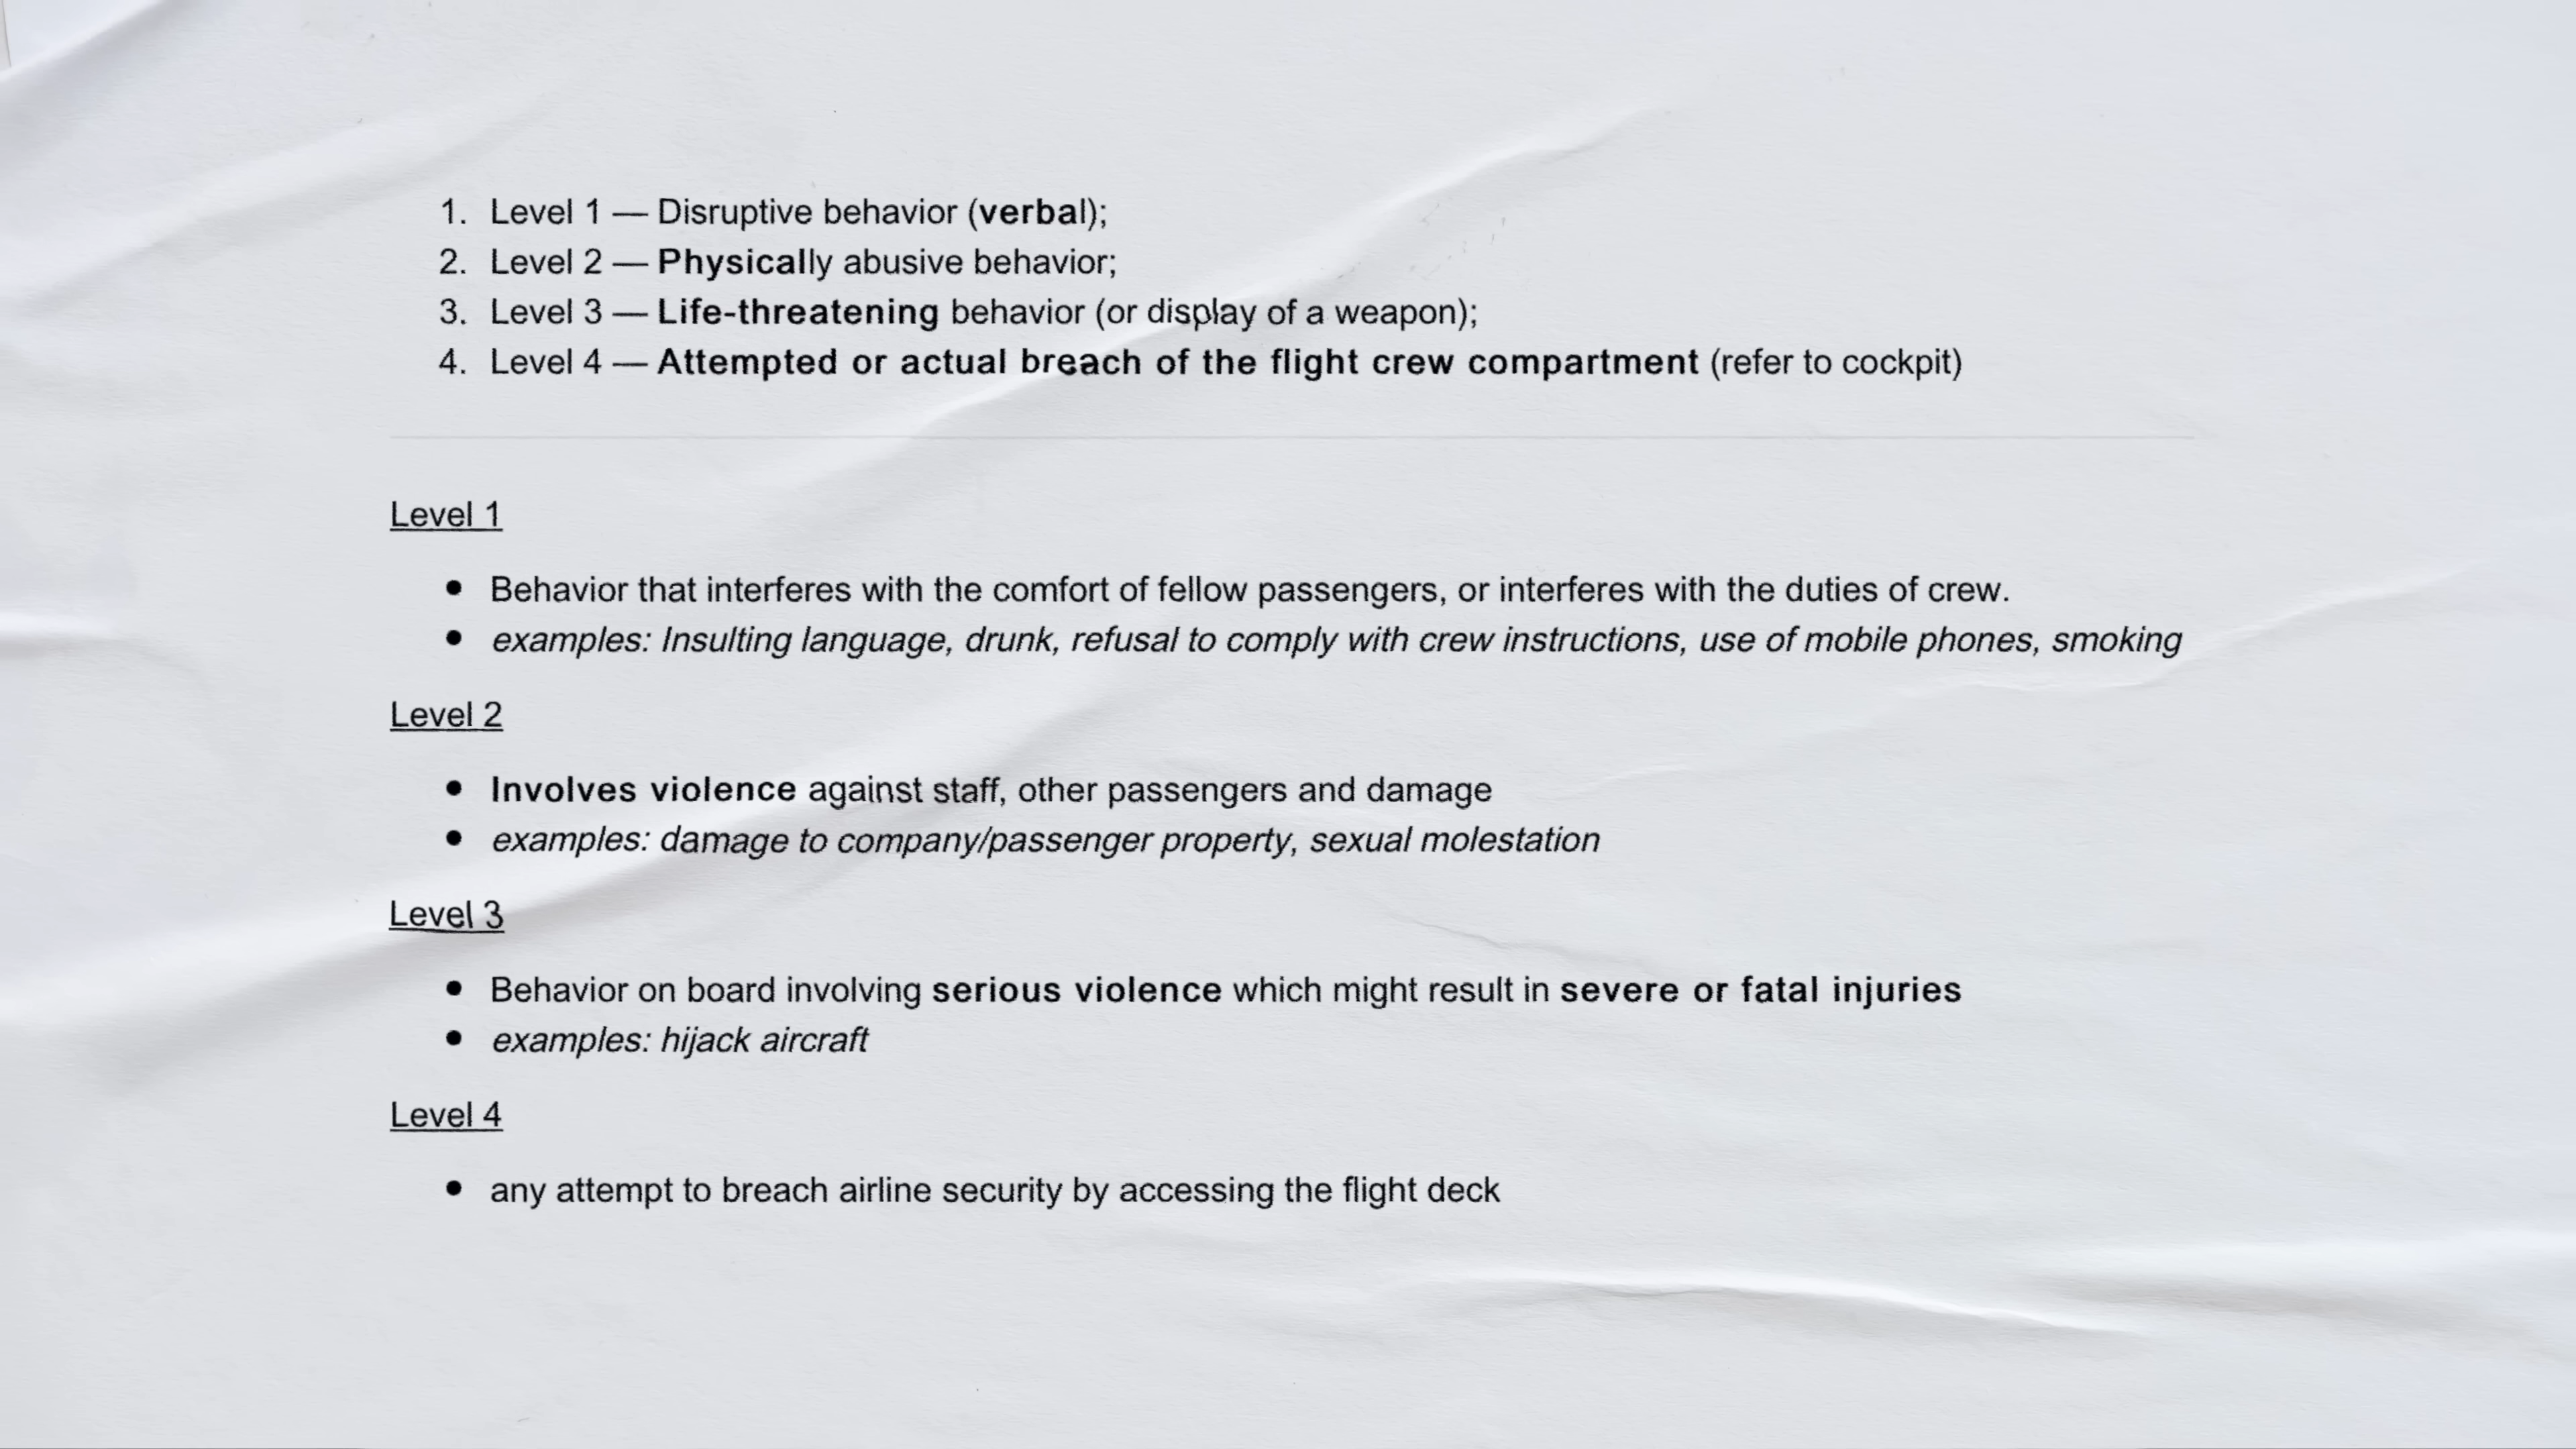 1. Level 1 — Disruptive behavior (verbal);
2. Level 2 — Physically abusive behavior;
3. Level 3 — Life-threatening behavior (or display of a weapon);
4. Level 4 — Attempted or actual breach of the flight crew compartment (refer to cockpit)
Level 1
● Behavior that interferes with the comfort of fellow passengers, or interferes with the duties of crew.
● examples: Insulting language, drunk, refusal to comply with crew instructions, use of mobile phones, smoking
Level 2
● Involves violence against staff, other passengers and damage
● examples: damage to company/passenger property, sexual molestation
Level 3
● Behavior on board involving serious violence which might result in severe or fatal injuries
● examples: hijack aircraft
Level 4
● any attempt to breach airline security by accessing the flight deck